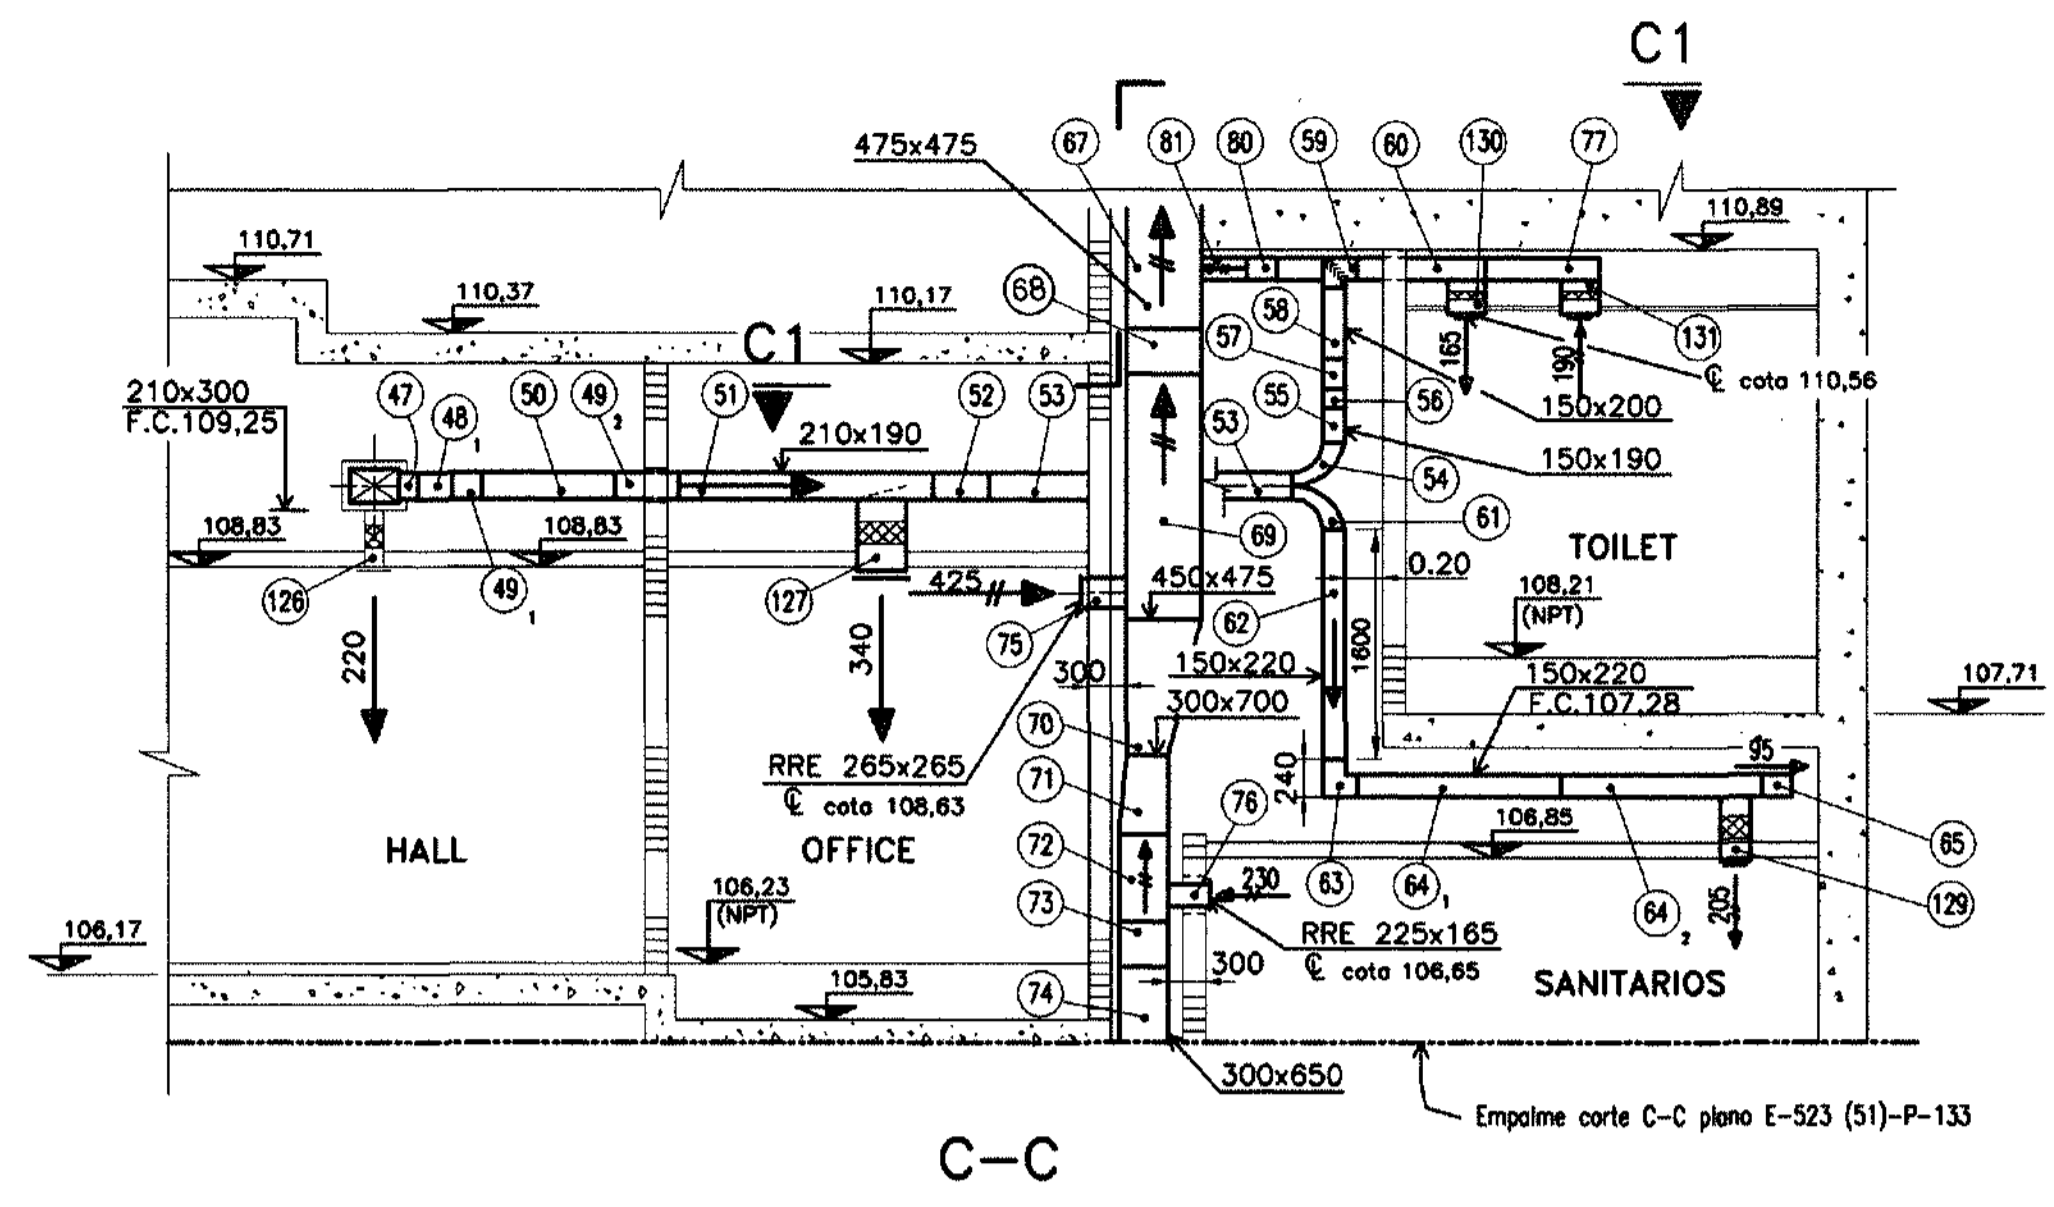 C1
67
81
80
59
60
130
77
475x475
110,89
110,71
110,37
110,17
68
58
57
131
165
190
℄ cota 110,56
C1
210x300
F.C.109,25
47
48
1
50
49
2
51
52
53
53
55
56
150x200
210x190
150x190
54
61
69
TOILET
108,83
108,83
0.20
126
49
1
127
425
450x475
62
108,21
(NPT)
75
220
340
300
150x220
1600
150x220
F.C.107,28
107,71
300x700
70
RRE 265x265
℄ cota 108,63
71
240
95
76
106,85
HALL
OFFICE
72
63
64
1
64
2
65
129
230
205
106,23
(NPT)
73
RRE 225x165
℄ cota 106,65
106,17
300
SANITARIOS
105,83
74
300x650
Empalme corte C-C plano E-523 (51)-P-133
C-C